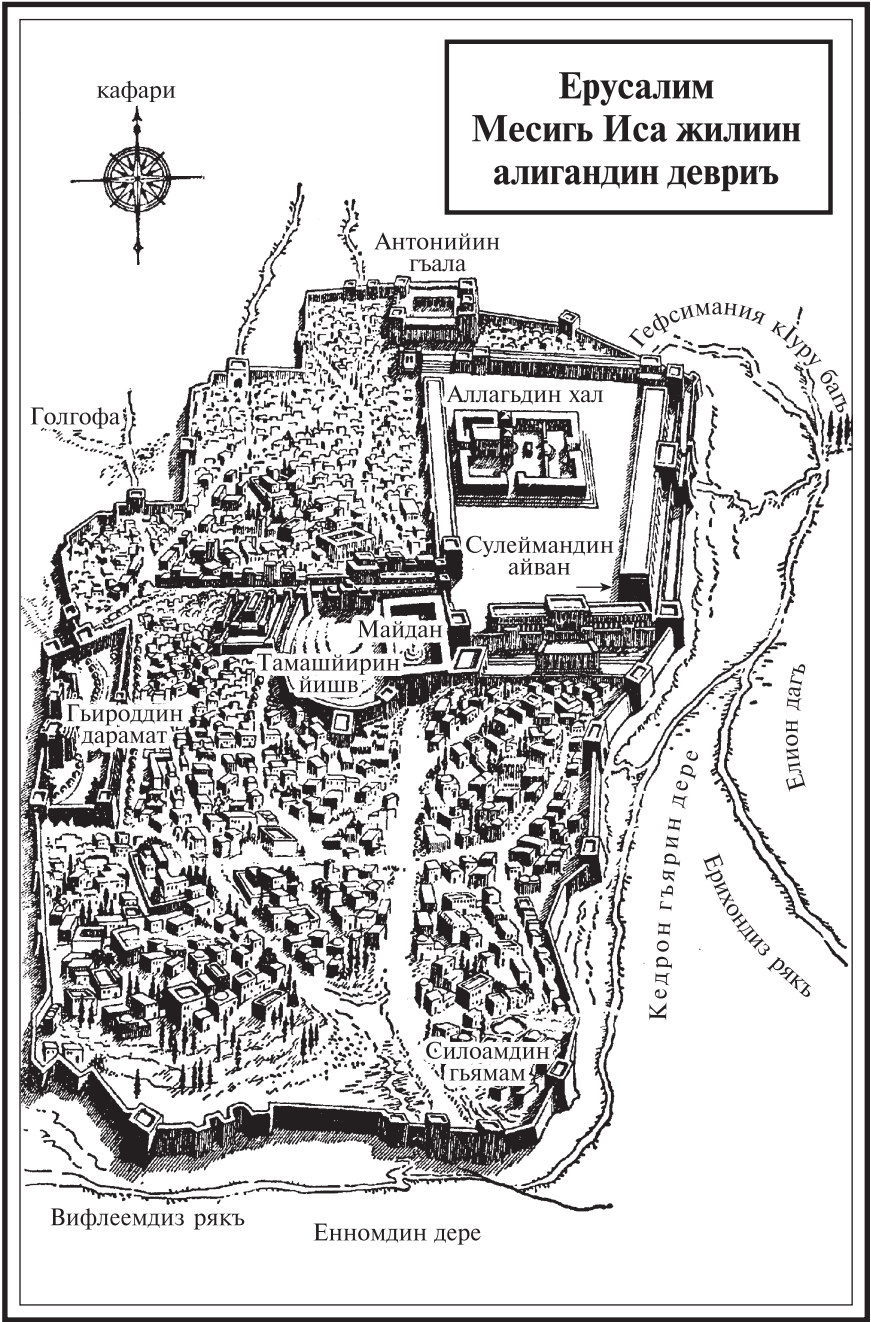 Ерусалим
Месигь Иса жилиин
алигандин девриъ
кафари
Антонийин
гъала
Гефсимания кӀуру багъ
Аллагьдин хал
Голгофа
Сулеймандин
айван
Майдан
Тамашйирин
йишв
Гьироддин
дарамат
Елион дагъ
Кедрон гъярин дере
Ерихондиз рякъ
Силоамдин
гьямам
Вифлеемдиз рякъ
Енномдин дере